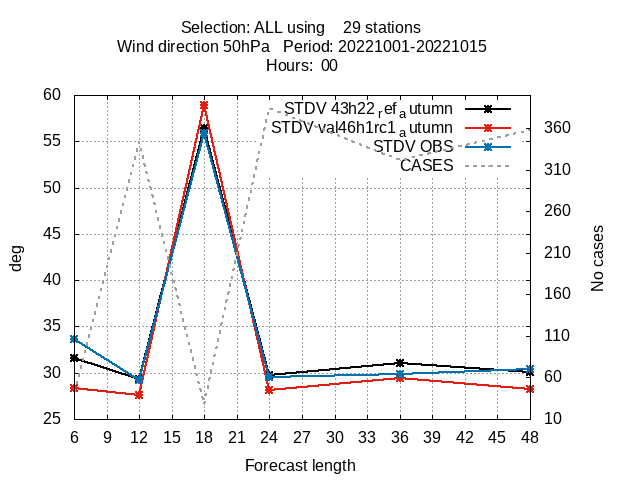 Selection: ALL using    29 stations
Wind direction 50hPa   Period: 20221001-20221015
Hours:  00
STDV 43h22_ref_autumn
STDV val46h1rc1_autumn
STDV OBS
CASES
60
55
50
45
40
35
30
25
deg
360
310
260
210
160
110
60
10
No cases
6 9 12 15 18 21 24 27 30 33 36 39 42 45 48
Forecast length